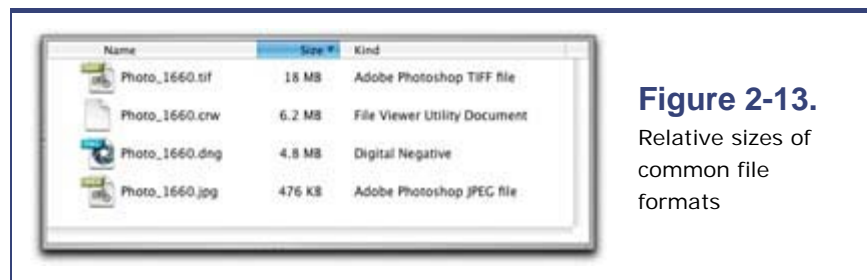 Name Size Kind
Photo_1660.tif 18 MB Adobe Photoshop TIFF file
Photo_1660.crw 6.2 MB File Viewer Utility Document
Photo_1660.dng 4.8 MB Digital Negative
Photo_1660.jpg 476 KB Adobe Photoshop JPEG file
Figure 2-13.
Relative sizes of
common file
formats